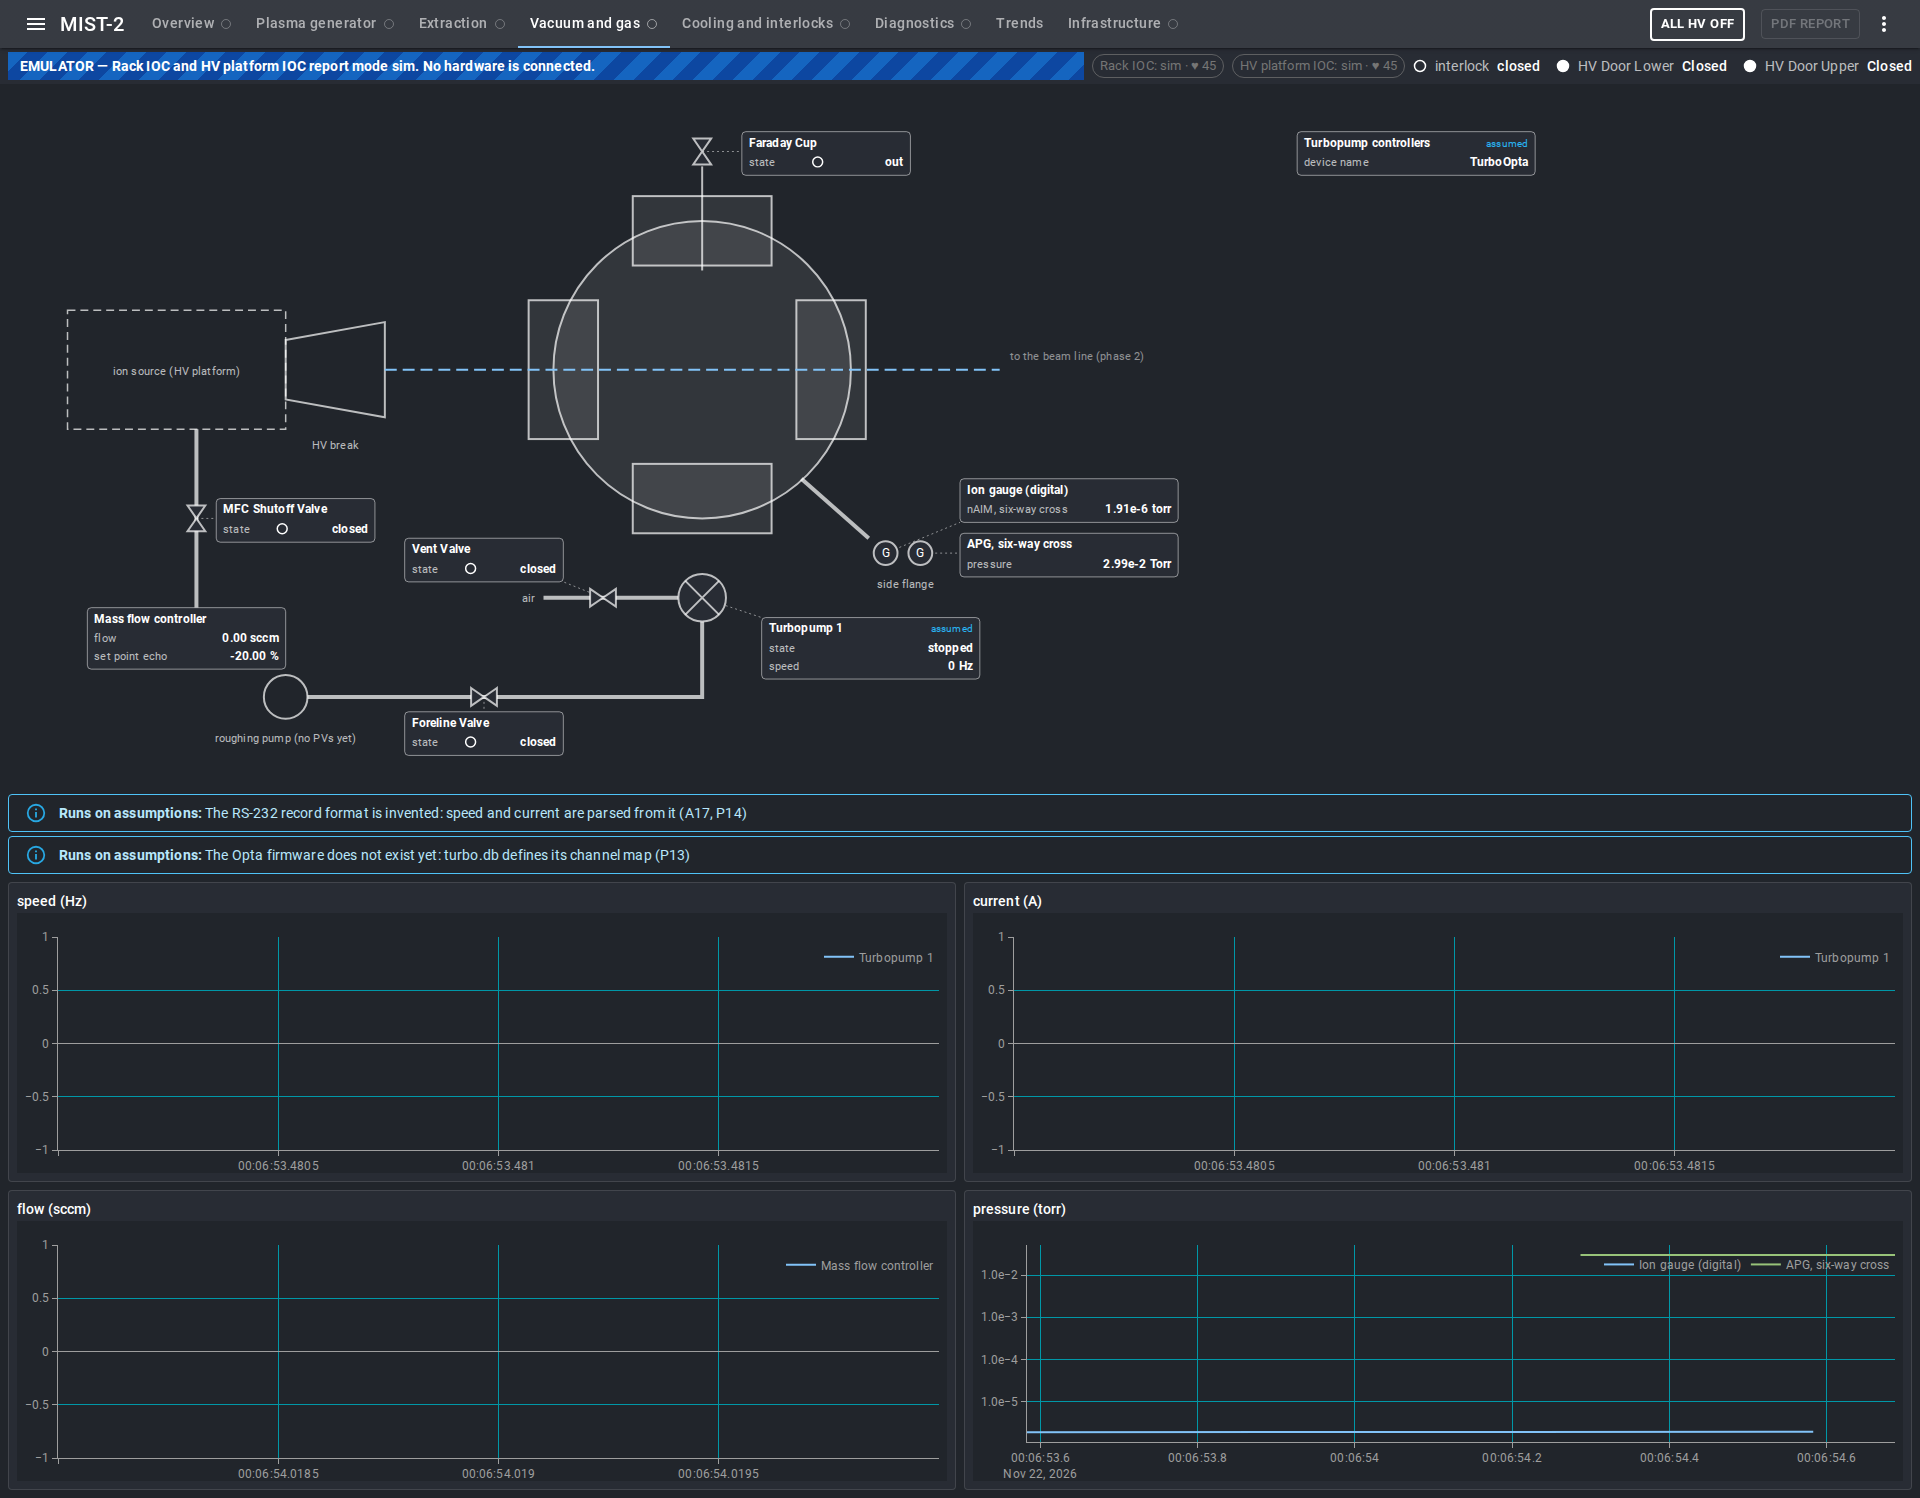 MIST-2 Overview Plasma generator Extraction Vacuum and gas Cooling and interlocks Diagnostics Trends Infrastructure ALL HV OFF PDF REPORT
EMULATOR — Rack IOC and HV platform IOC report mode sim. No hardware is connected. Rack IOC: sim · ♥ 45 HV platform IOC: sim · ♥ 45 interlock closed HV Door Lower Closed HV Door Upper Closed
Faraday Cup
state out
Turbopump controllers assumed
device name TurboOpta
ion source (HV platform)
HV break
to the beam line (phase 2)
MFC Shutoff Valve
state closed
Ion gauge (digital)
nAIM, six-way cross 1.91e-6 torr
APG, six-way cross
pressure 2.99e-2 Torr
G G
side flange
Vent Valve
state closed
air
Mass flow controller
flow 0.00 sccm
set point echo -20.00 %
Turbopump 1 assumed
state stopped
speed 0 Hz
roughing pump (no PVs yet)
Foreline Valve
state closed
Runs on assumptions: The RS-232 record format is invented: speed and current are parsed from it (A17, P14)
Runs on assumptions: The Opta firmware does not exist yet: turbo.db defines its channel map (P13)
speed (Hz)
Turbopump 1
1
0.5
0
−0.5
−1
00:06:53.4805 00:06:53.481 00:06:53.4815
current (A)
Turbopump 1
1
0.5
0
−0.5
−1
00:06:53.4805 00:06:53.481 00:06:53.4815
flow (sccm)
Mass flow controller
1
0.5
0
−0.5
−1
00:06:54.0185 00:06:54.019 00:06:54.0195
pressure (torr)
Ion gauge (digital) APG, six-way cross
1.0e−2
1.0e−3
1.0e−4
1.0e−5
00:06:53.6 00:06:53.8 00:06:54 00:06:54.2 00:06:54.4 00:06:54.6
Nov 22, 2026